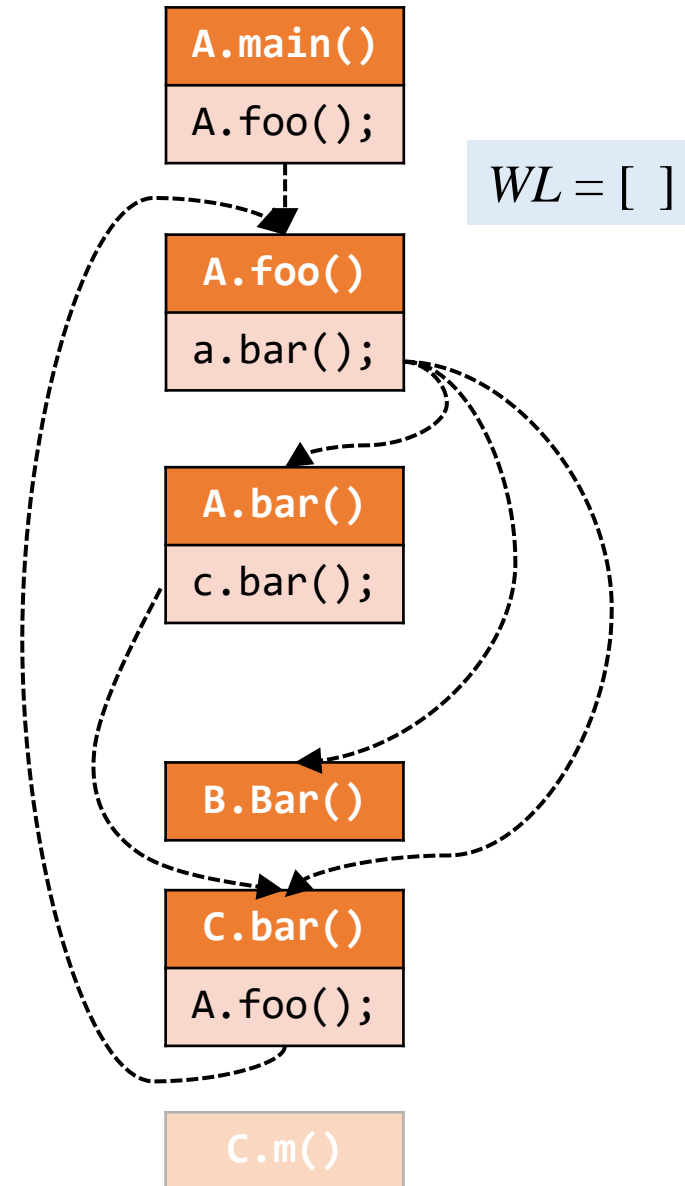 A.main()
A.foo();
WL = [ ]
A.foo()
a.bar();
A.bar()
c.bar();
B.Bar()
C.bar()
A.foo();
C.m()